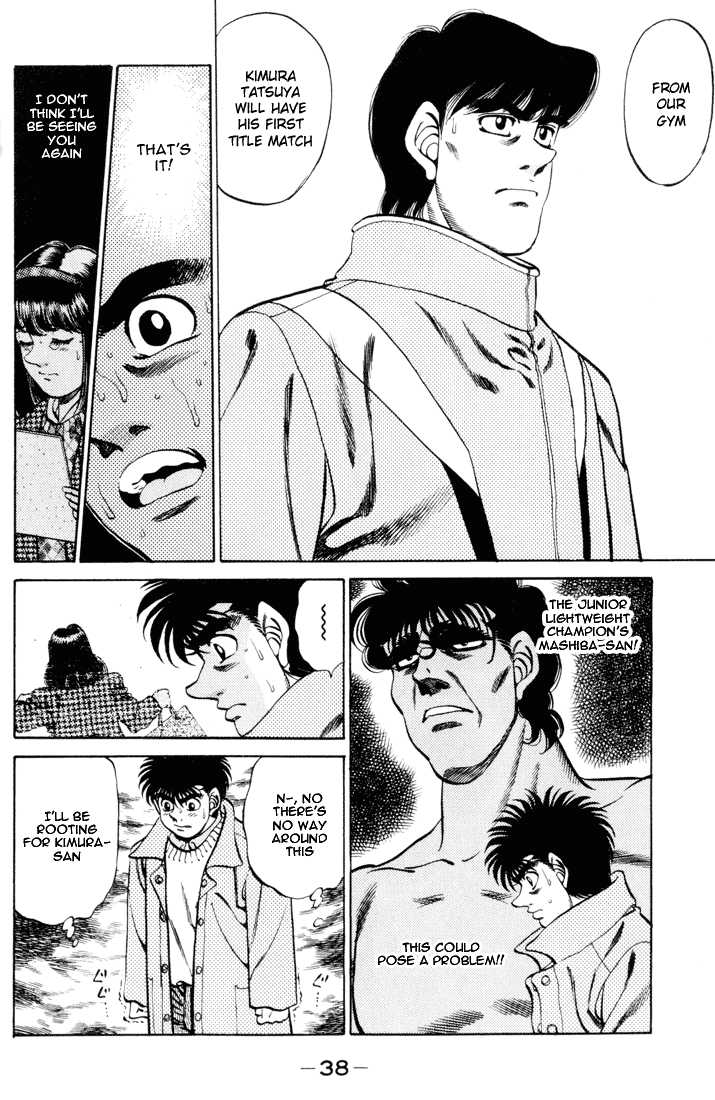 FROM
OUR
GYM
KIMURA
TATSUYA
WILL HAVE
HIS FIRST
TITLE MATCH
THAT'S
IT!
I DON'T
THINK I'LL
BE SEEING
YOU
AGAIN
THE JUNIOR
LIGHTWEIGHT
CHAMPION'S
MASHIBA-SAN!
THIS COULD
POSE A PROBLEM!!
N-, NO
THERE'S
NO WAY
AROUND
THIS
I'LL BE
ROOTING
FOR KIMURA-
SAN
-38-